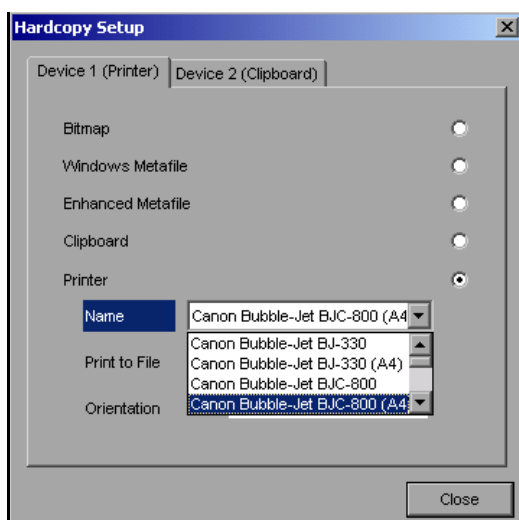 Hardcopy Setup
Device 1 (Printer)
Device 2 (Clipboard)
Bitmap
Windows Metafile
Enhanced Metafile
Clipboard
Printer
Name
Canon Bubble-Jet BJC-800 (A4
Canon Bubble-Jet BJ-330
Print to File
Canon Bubble-Jet BJ-330 (A4)
Canon Bubble-Jet BJC-800
Orientation
Canon Bubble-Jet BJC-800 (A4
Close